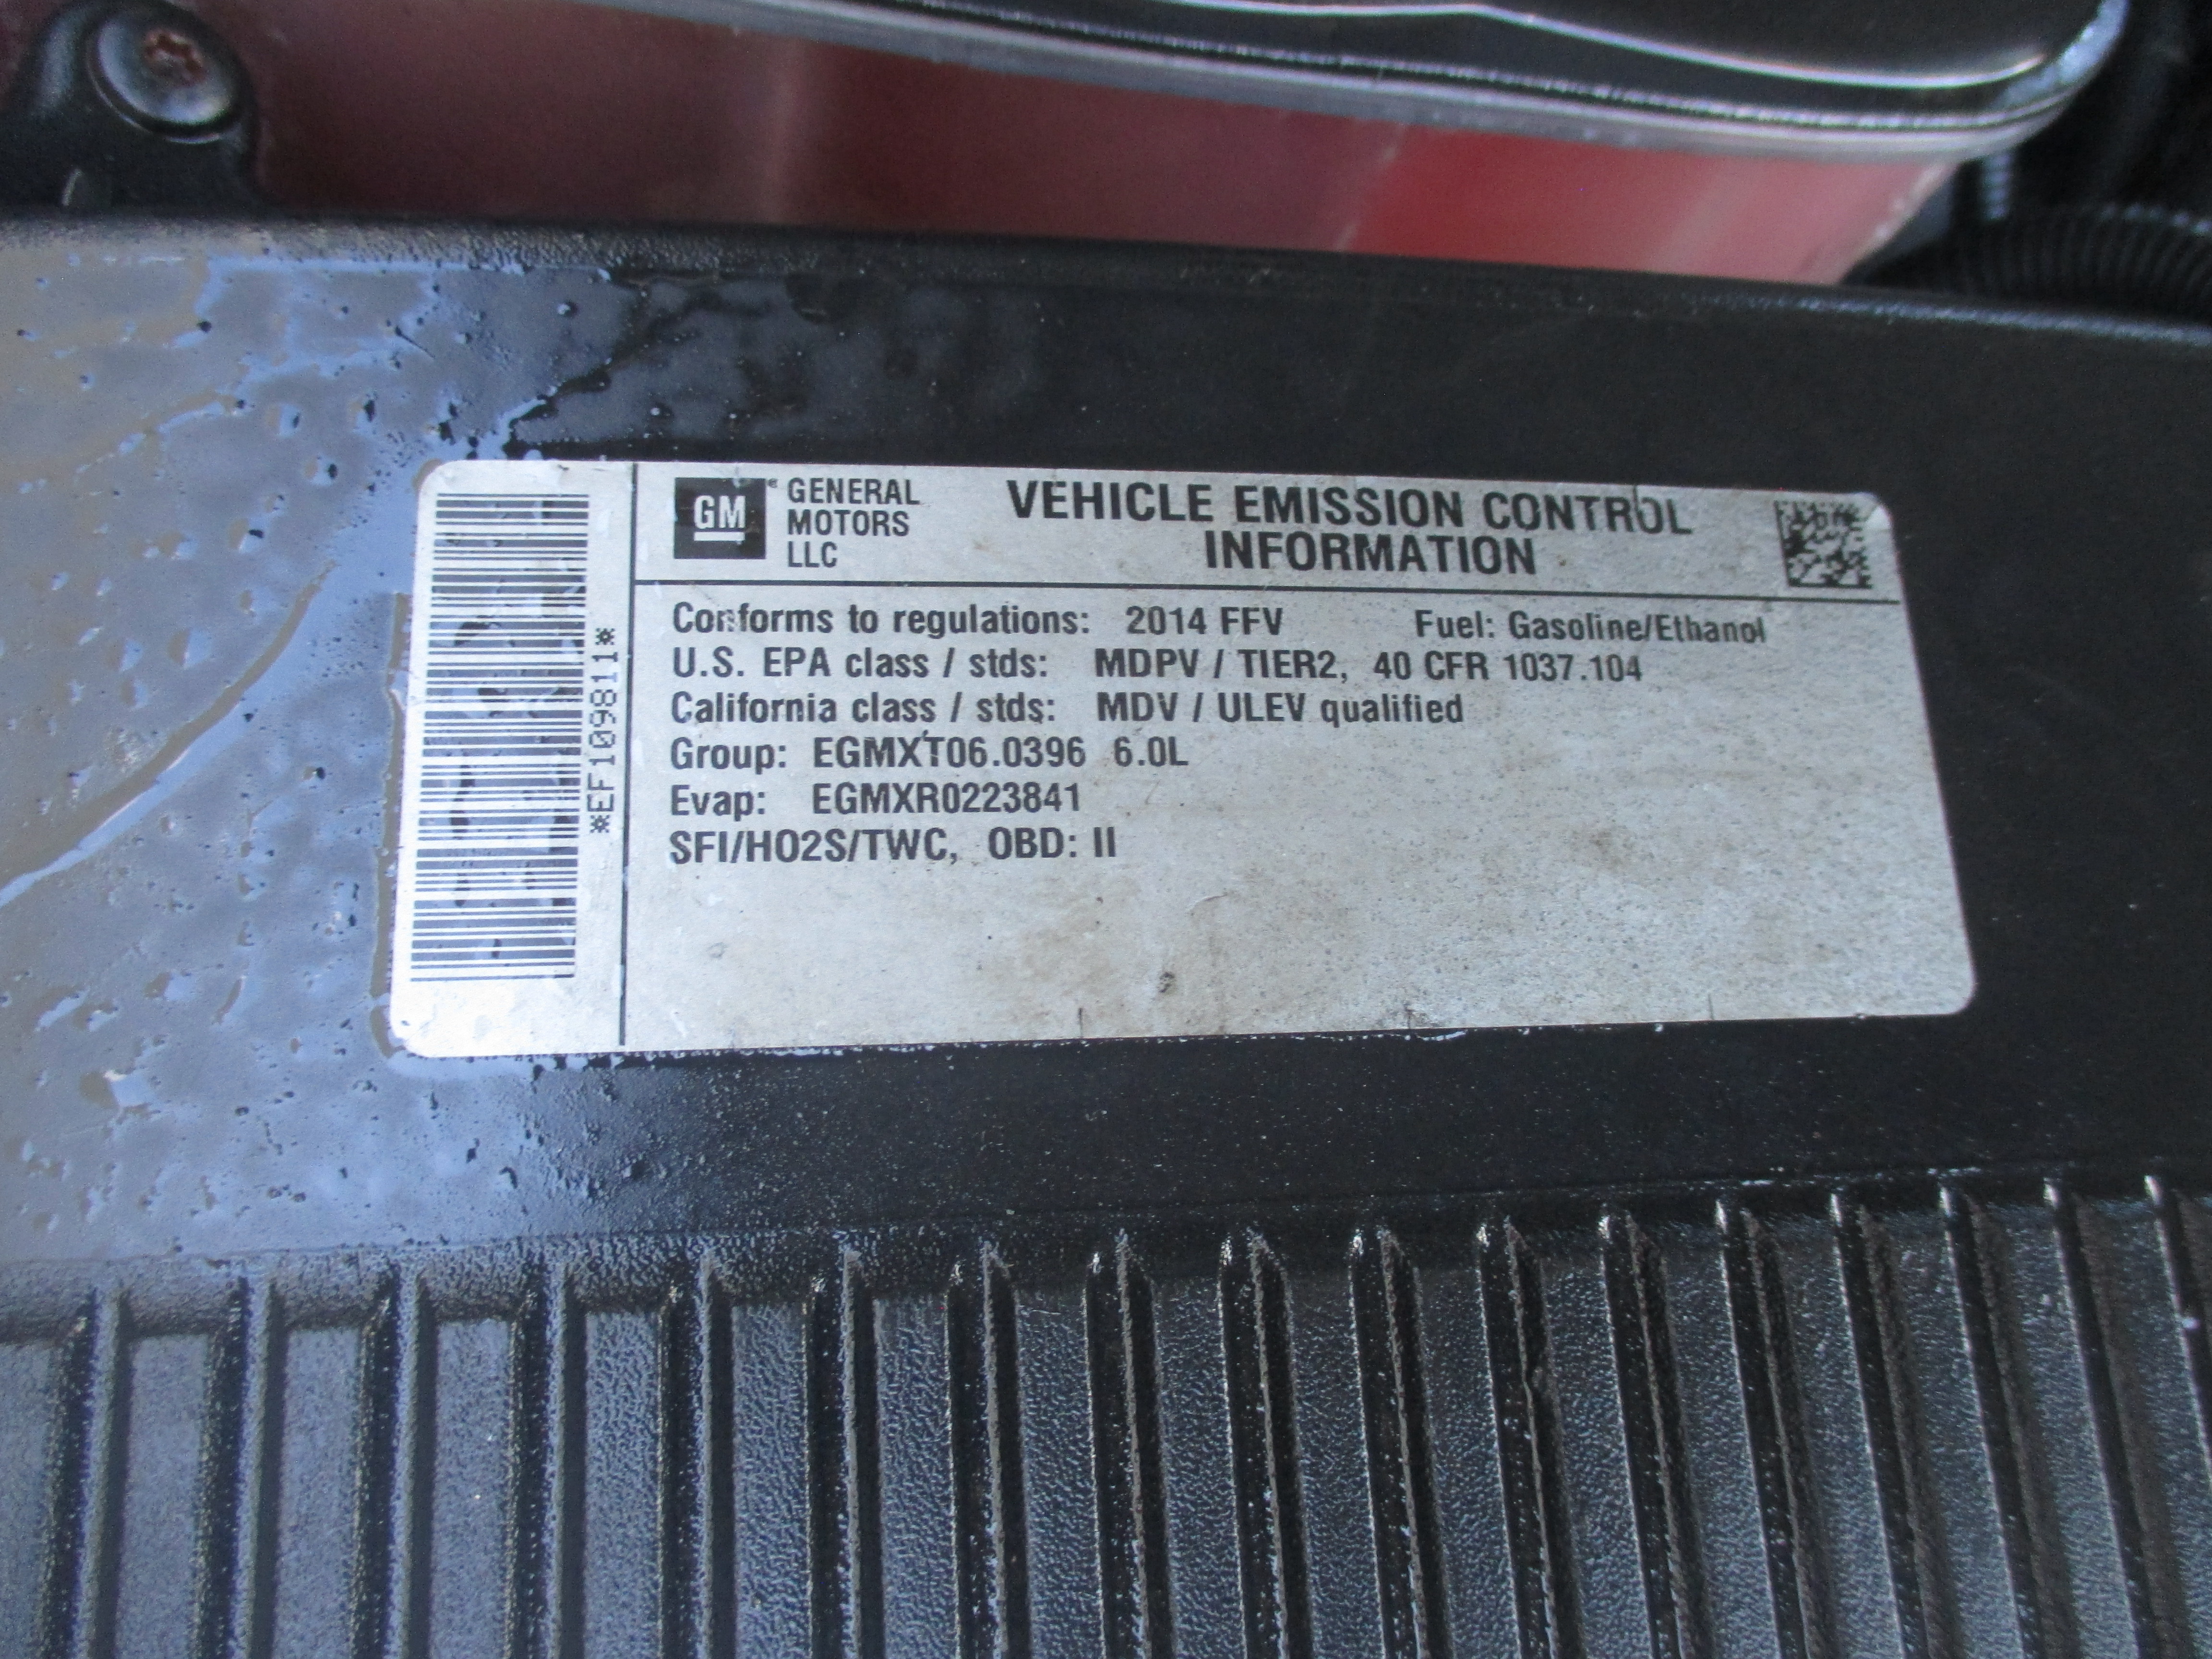 *EF109811*
GM
GENERAL
MOTORS
LLC
VEHICLE EMISSION CONTROL
INFORMATION
Conforms to regulations: 2014 FFV Fuel: Gasoline/Ethanol
U.S. EPA class / stds: MDPV / TIER2, 40 CFR 1037.104
California class / stds: MDV / ULEV qualified
Group: EGMXT06.0396 6.0L
Evap: EGMXR0223841
SFI/HO2S/TWC, OBD: II